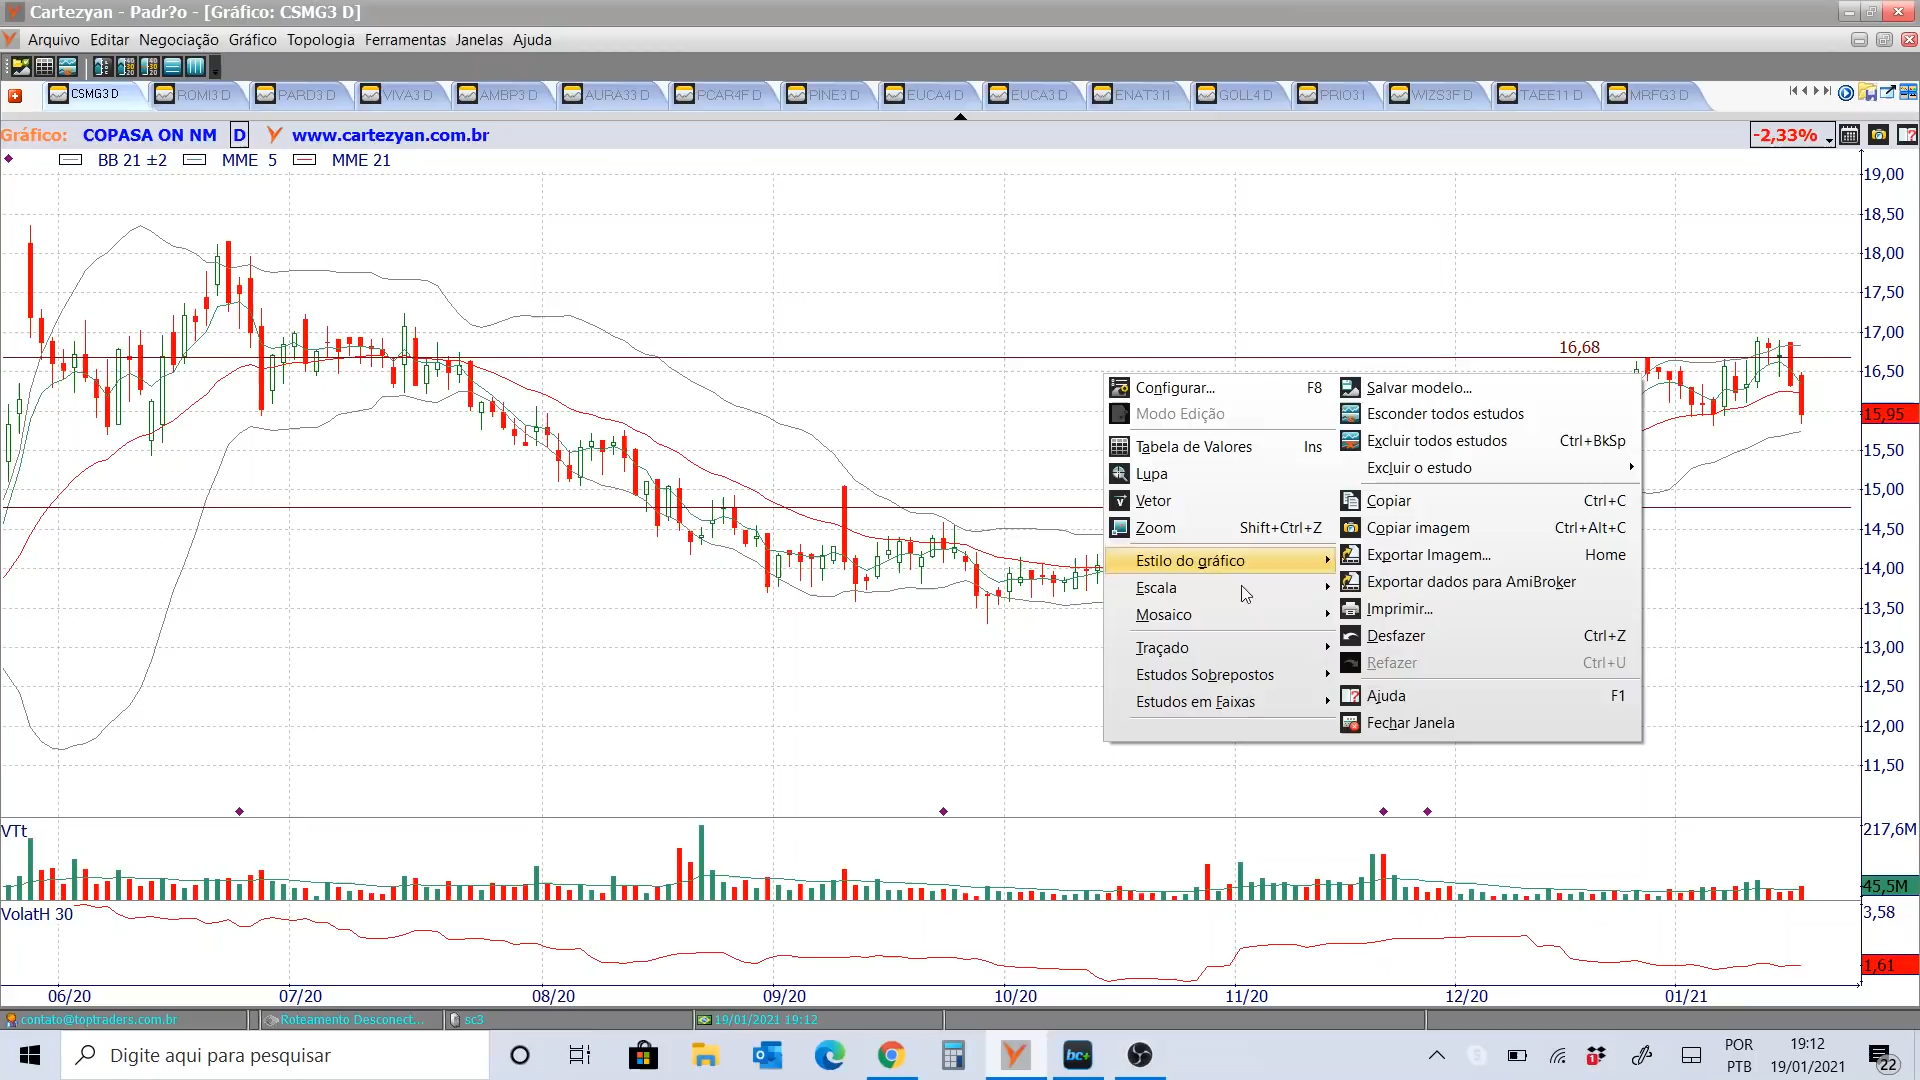 Cartezyan - Padr?o - [Gráfico: CSMG3 D]
Arquivo Editar Negociação Gráfico Topologia Ferramentas Janelas Ajuda
CSMG3 D ROMI3 D PARD3 D VIVA3 D AMBP3 D AURA33 D PCAR4F D PINE3 D EUCA4 D EUCA3 D ENAT3 I1 GOLL4 D PRIO3 I WIZS3F D TAEE11 D MRFG3 D
Gráfico: COPASA ON NM D www.cartezyan.com.br -2,33%
BB 21 ±2 MME 5 MME 21
19,00
18,50
18,00
17,50
17,00
16,68
16,50
15,95
15,50
15,00
14,50
14,00
13,50
13,00
12,50
12,00
11,50
Configurar... F8
Modo Edição
Tabela de Valores Ins
Lupa
Vetor
Zoom Shift+Ctrl+Z
Estilo do gráfico
Escala
Mosaico
Traçado
Estudos Sobrepostos
Estudos em Faixas
Salvar modelo...
Esconder todos estudos
Excluir todos estudos Ctrl+BkSp
Excluir o estudo
Copiar Ctrl+C
Copiar imagem Ctrl+Alt+C
Exportar Imagem... Home
Exportar dados para AmiBroker
Imprimir...
Desfazer Ctrl+Z
Refazer Ctrl+U
Ajuda F1
Fechar Janela
VTt
217,6M
45,5M
VolatH 30
3,58
1,61
06/20 07/20 08/20 09/20 10/20 11/20 12/20 01/21
contato@toptraders.com.br Roteamento Desconect... sc3 19/01/2021 19:12
Digite aqui para pesquisar
bc+
1
POR
PTB
19:12
19/01/2021
22